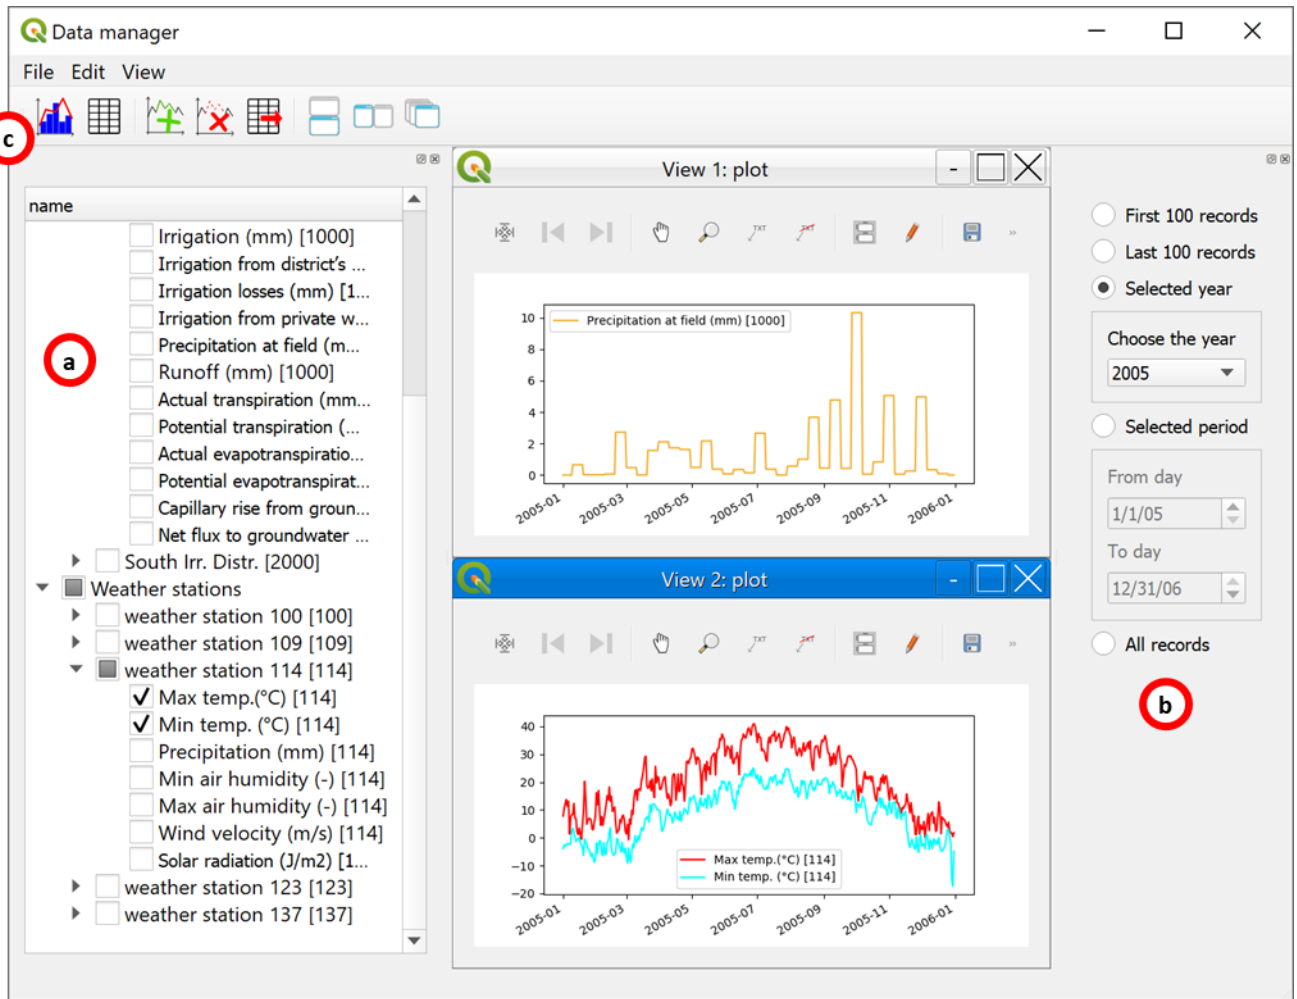 Data manager
File Edit View
c
name
Irrigation (mm) [1000]
Irrigation from district's ...
Irrigation losses (mm) [1...
Irrigation from private w...
Precipitation at field (m...
Runoff (mm) [1000]
Actual transpiration (mm...
Potential transpiration (...
Actual evapotranspiratio...
Potential evapotranspirat...
Capillary rise from groun...
Net flux to groundwater ...
South Irr. Distr. [2000]
Weather stations
weather station 100 [100]
weather station 109 [109]
weather station 114 [114]
Max temp.(°C) [114]
Min temp. (°C) [114]
Precipitation (mm) [114]
Min air humidity (-) [114]
Max air humidity (-) [114]
Wind velocity (m/s) [114]
Solar radiation (J/m2) [1...
weather station 123 [123]
weather station 137 [137]
a
View 1: plot
TXT TXT »
Precipitation at field (mm) [1000]
10
8
6
4
2
0
2005-01 2005-03 2005-05 2005-07 2005-09 2005-11 2006-01
View 2: plot
TXT TXT »
40
30
20
10
0
−10
−20
Max temp.(°C) [114]
Min temp. (°C) [114]
2005-01 2005-03 2005-05 2005-07 2005-09 2005-11 2006-01
First 100 records
Last 100 records
Selected year
Choose the year
2005
Selected period
From day
1/1/05
To day
12/31/06
All records
b